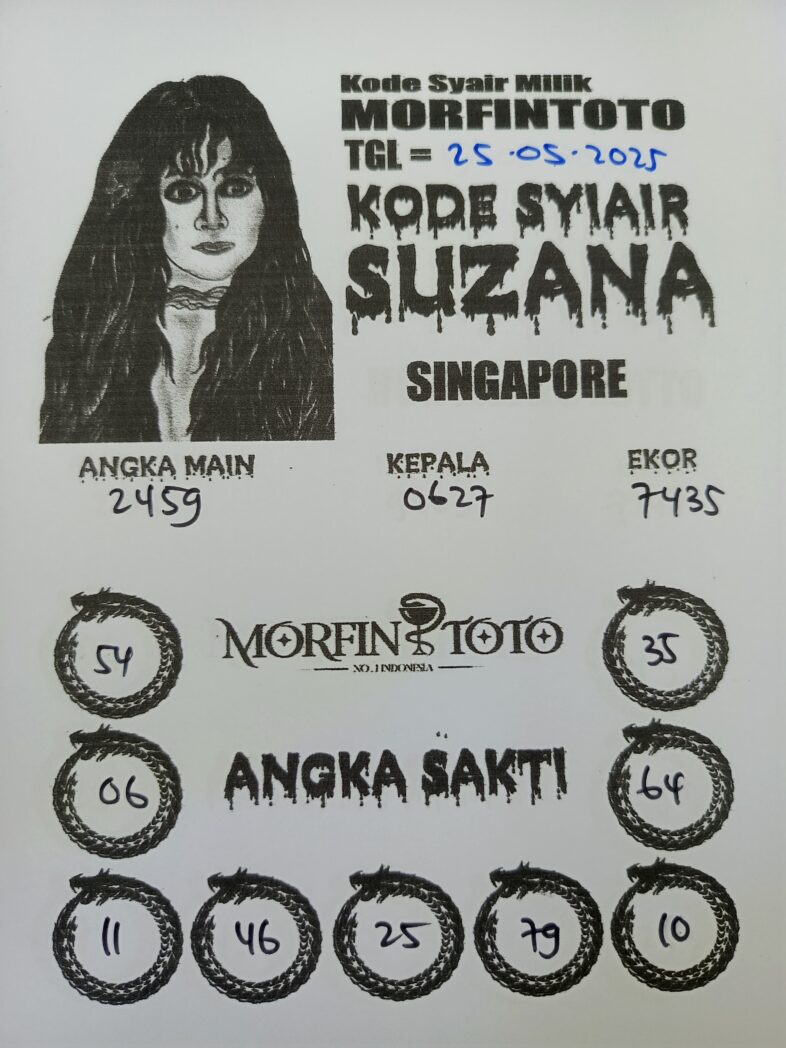 Kode Syair Milik
MORFINTOTO
TGL = 25.05.2025
KODE SYIAIR
SUZANA
SINGAPORE
ANGKA MAIN KEPALA EKOR
2459 0627 7435
54 MORFIN TOTO 35
NO.1 INDONESIA
06 ANGKA SAKTI 64
11 46 25 79 10